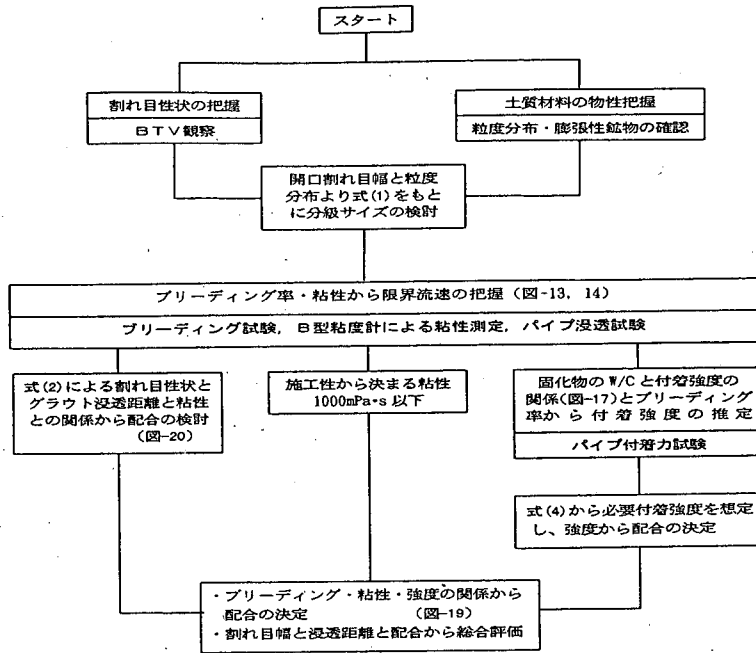 スタート
割れ目性状の把握
BTV観察
土質材料の物性把握
粒度分布・膨張性鉱物の確認
開口割れ目幅と粒度
分布より式(1)をもと
に分級サイズの検討
ブリーディング率・粘性から限界流速の把握(図-13, 14)
ブリーディング試験, B型粘度計による粘性測定, パイプ浸透試験
式(2)による割れ目性状と
グラウト浸透距離と粘性
との関係から配合の検討
(図-20)
施工性から決まる粘性
1000mPa・s 以下
固化物のW/Cと付着強度の
関係(図-17)とブリーディング
率から付着強度の推定
パイプ付着力試験
式(4)から必要付着強度を想定
し、強度から配合の決定
・ブリーディング・粘性・強度の関係から
配合の決定 (図-19)
・割れ目幅と浸透距離と配合から総合評価